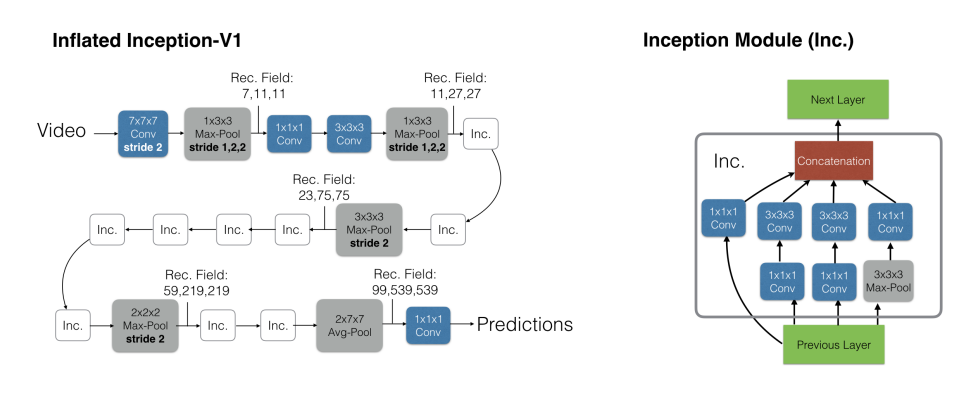 Inflated Inception-V1
Inception Module (Inc.)
Rec. Field:
7,11,11
Rec. Field:
11,27,27
Video
7x7x7
Conv
stride 2
1x3x3
Max-Pool
stride 1,2,2
1x1x1
Conv
3x3x3
Conv
1x3x3
Max-Pool
stride 1,2,2
Inc.
Rec. Field:
23,75,75
Inc.
Inc.
Inc.
Inc.
3x3x3
Max-Pool
stride 2
Inc.
Rec. Field:
59,219,219
Rec. Field:
99,539,539
Inc.
2x2x2
Max-Pool
stride 2
Inc.
Inc.
2x7x7
Avg-Pool
1x1x1
Conv
Predictions
Next Layer
Inc.
Concatenation
1x1x1
Conv
3x3x3
Conv
3x3x3
Conv
1x1x1
Conv
1x1x1
Conv
1x1x1
Conv
3x3x3
Max-Pool
Previous Layer